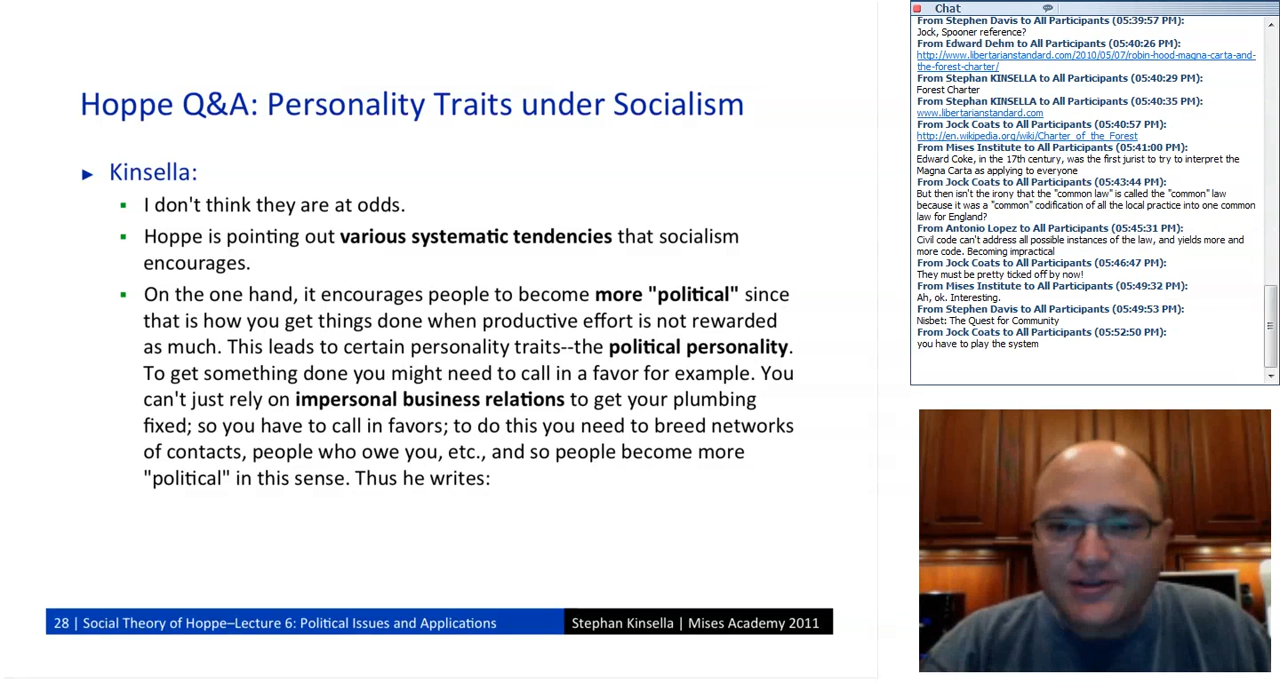 Hoppe Q&A: Personality Traits under Socialism
► Kinsella:
▪ I don't think they are at odds.
▪ Hoppe is pointing out various systematic tendencies that socialism
encourages.
▪ On the one hand, it encourages people to become more "political" since
that is how you get things done when productive effort is not rewarded
as much. This leads to certain personality traits--the political personality.
To get something done you might need to call in a favor for example. You
can't just rely on impersonal business relations to get your plumbing
fixed; so you have to call in favors; to do this you need to breed networks
of contacts, people who owe you, etc., and so people become more
"political" in this sense. Thus he writes:
28 | Social Theory of Hoppe–Lecture 6: Political Issues and Applications
Stephan Kinsella | Mises Academy 2011
Chat
From Stephen Davis to All Participants (05:39:57 PM):
Jock, Spooner reference?
From Edward Dehm to All Participants (05:40:26 PM):
http://www.libertarianstandard.com/2010/05/07/robin-hood-magna-carta-and-
the-forest-charter/
From Stephan KINSELLA to All Participants (05:40:29 PM):
Forest Charter
From Stephan KINSELLA to All Participants (05:40:35 PM):
www.libertarianstandard.com
From Jock Coats to All Participants (05:40:57 PM):
http://en.wikipedia.org/wiki/Charter_of_the_Forest
From Mises Institute to All Participants (05:41:00 PM):
Edward Coke, in the 17th century, was the first jurist to try to interpret the
Magna Carta as applying to everyone
From Jock Coats to All Participants (05:43:44 PM):
But then isn't the irony that the "common law" is called the "common" law
because it was a "common" codification of all the local practice into one common
law for England?
From Antonio Lopez to All Participants (05:45:31 PM):
Civil code can't address all possible instances of the law, and yields more and
more code. Becoming impractical
From Jock Coats to All Participants (05:46:47 PM):
They must be pretty ticked off by now!
From Mises Institute to All Participants (05:49:32 PM):
Ah, ok. Interesting.
From Stephen Davis to All Participants (05:49:53 PM):
Nisbet: The Quest for Community
From Jock Coats to All Participants (05:52:50 PM):
you have to play the system